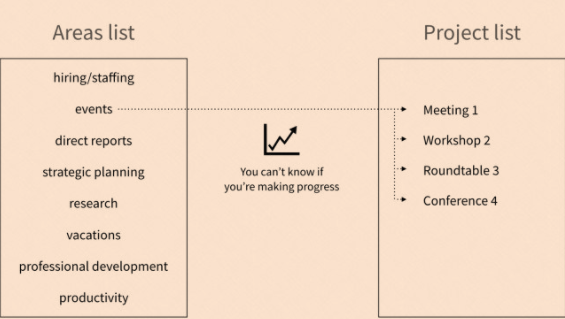 Areas list
Project list
hiring/staffing
events
direct reports
strategic planning
research
vacations
professional development
productivity
You can't know if
you're making progress
Meeting 1
Workshop 2
Roundtable 3
Conference 4